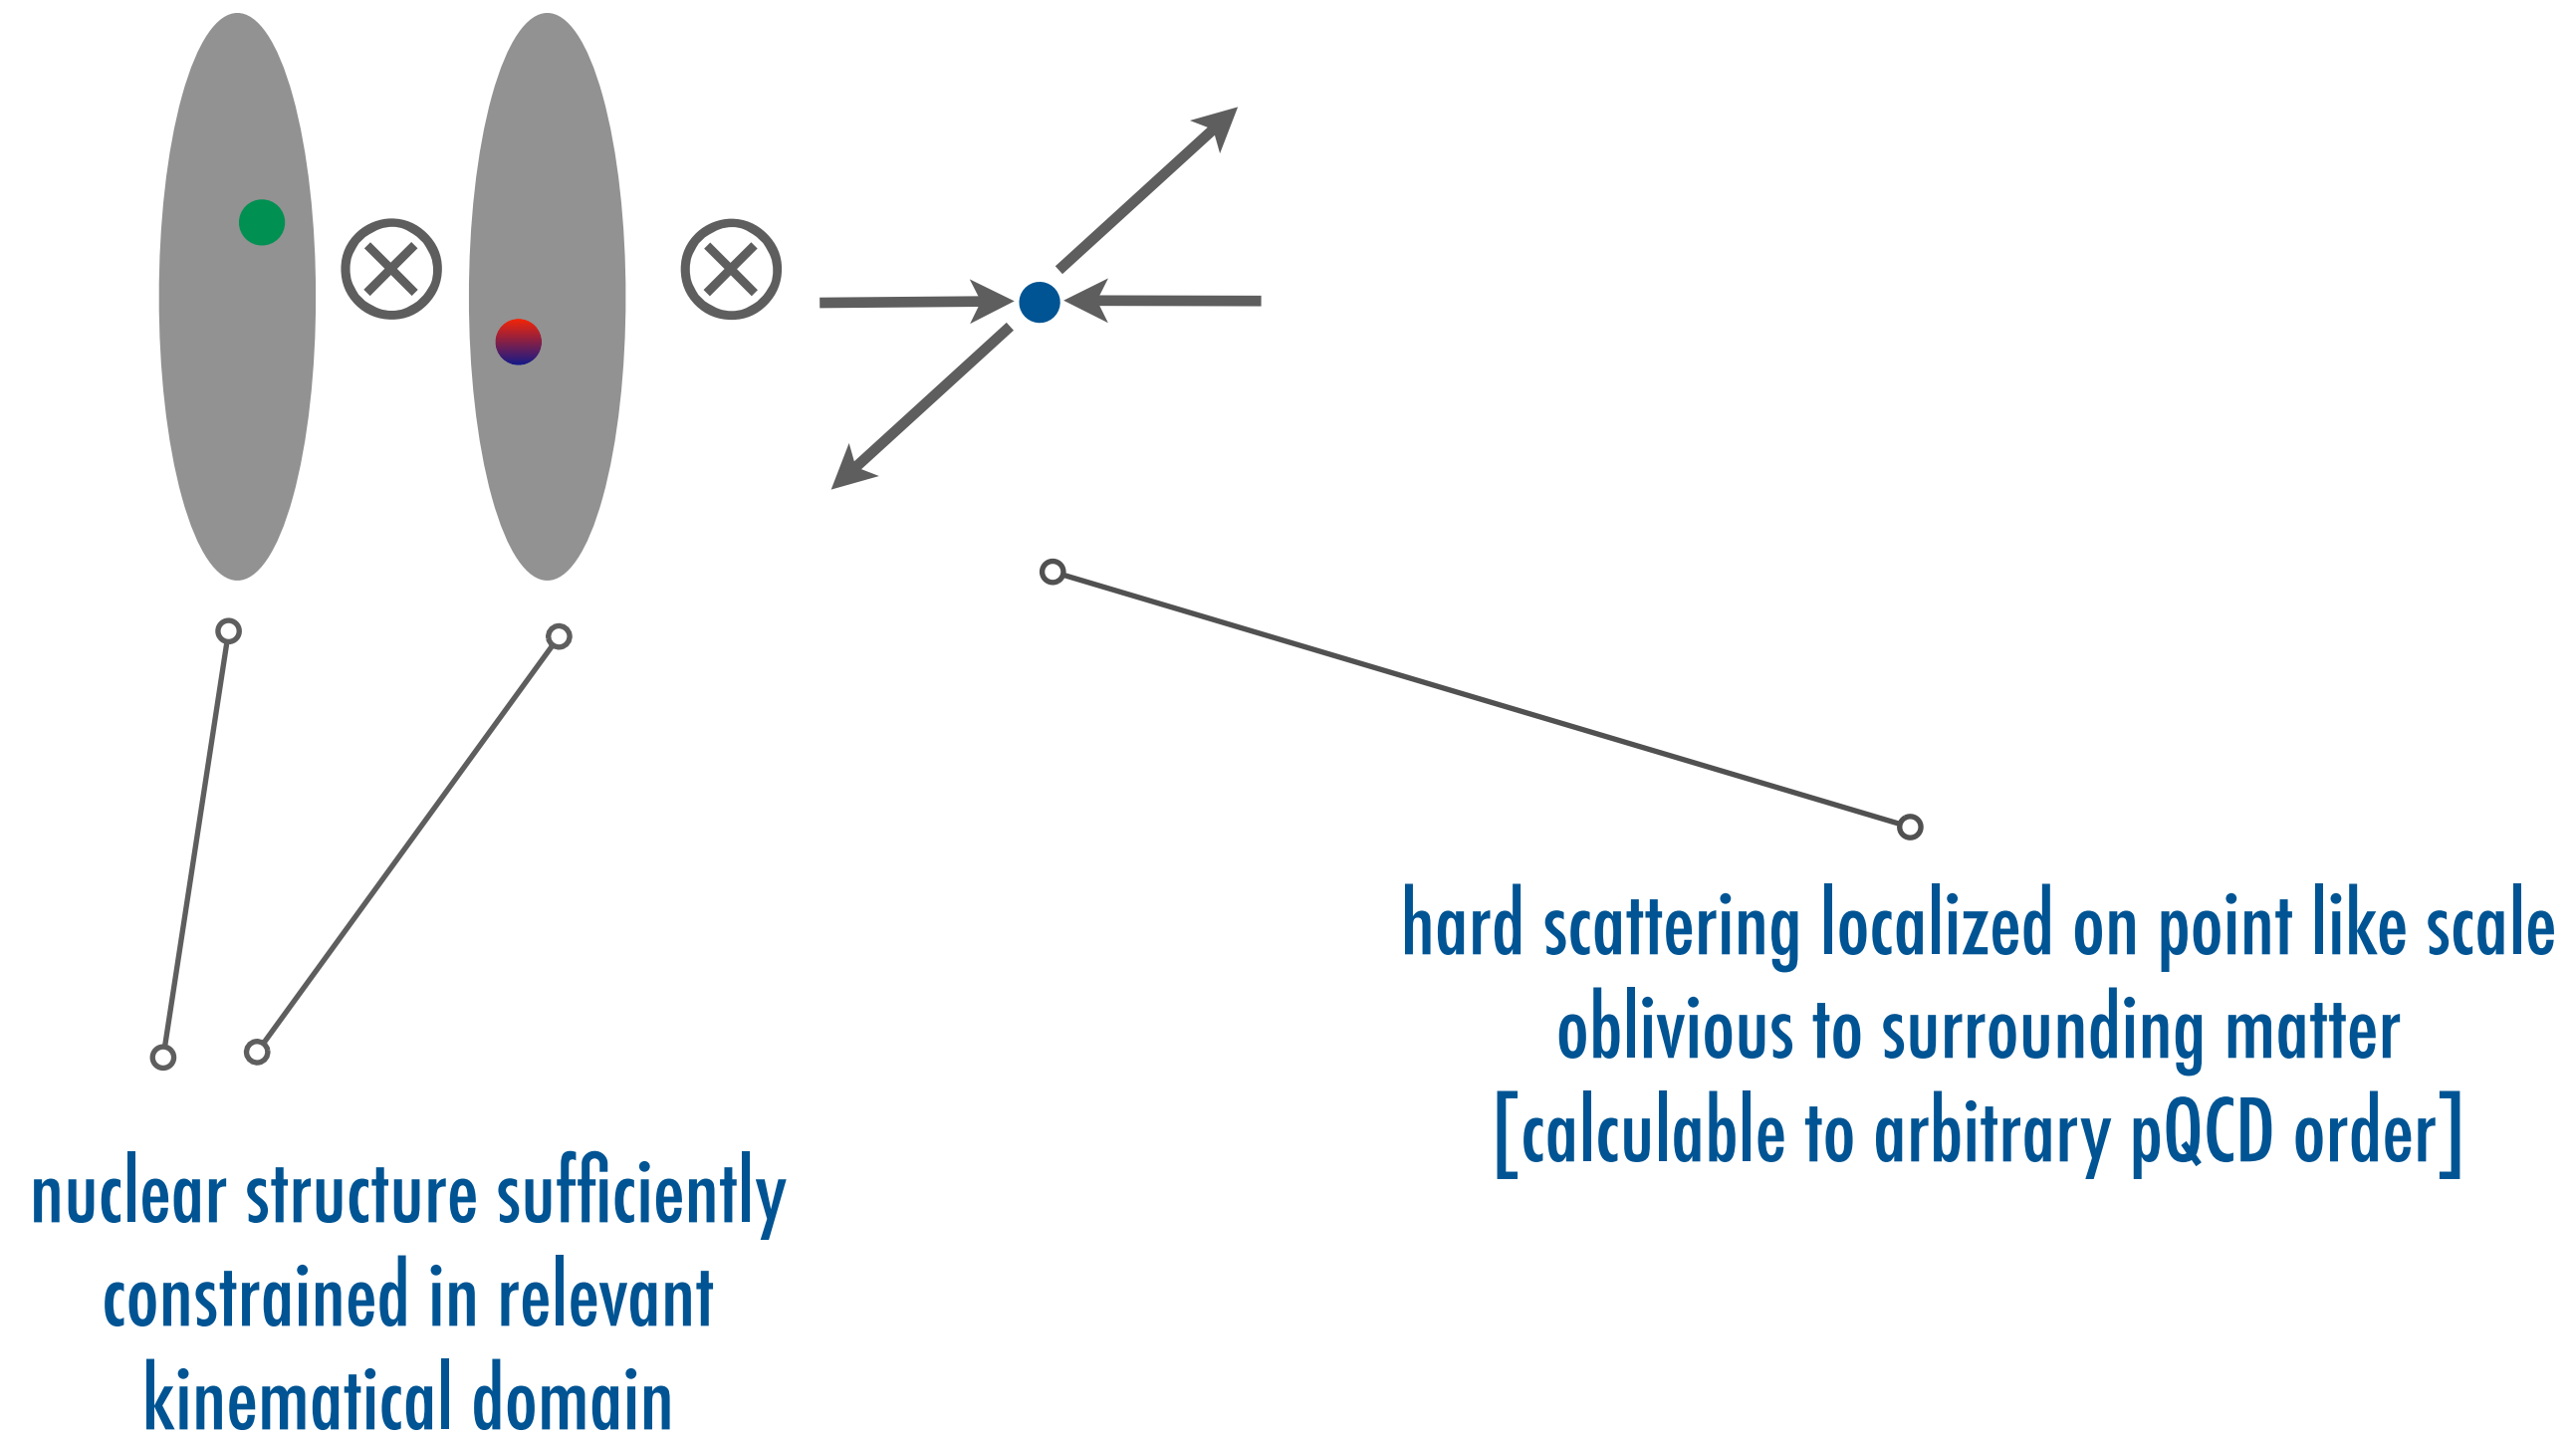 hard scattering localized on point like scale
oblivious to surrounding matter
[calculable to arbitrary pQCD order]
nuclear structure sufficiently
constrained in relevant
kinematical domain